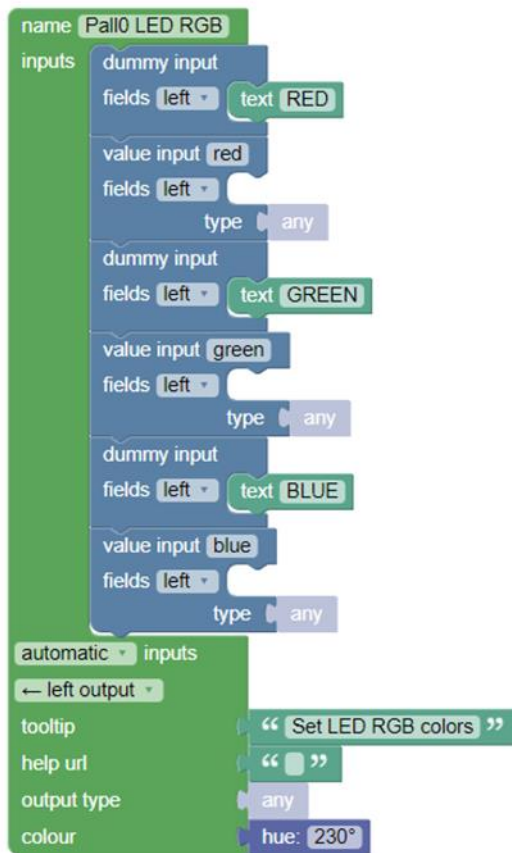 name Pall0 LED RGB
inputs dummy input
fields left text RED
value input red
fields left
type any
dummy input
fields left text GREEN
value input green
fields left
type any
dummy input
fields left text BLUE
value input blue
fields left
type any
automatic inputs
← left output
tooltip “ Set LED RGB colors ”
help url “ ”
output type any
colour hue: 230°